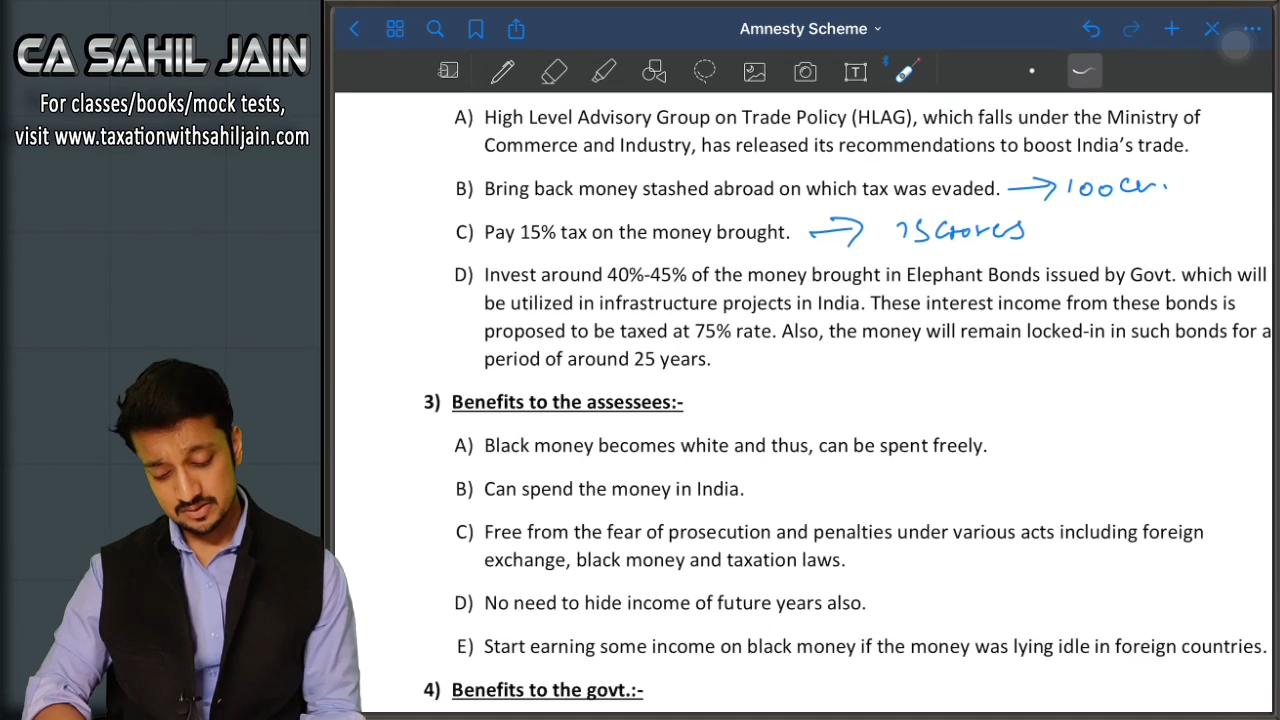 CA SAHIL JAIN
For classes/books/mock tests,
visit www.taxationwithsahiljain.com
Amnesty Scheme
T
A) High Level Advisory Group on Trade Policy (HLAG), which falls under the Ministry of
Commerce and Industry, has released its recommendations to boost India's trade.
B) Bring back money stashed abroad on which tax was evaded. → 100 Cr.
C) Pay 15% tax on the money brought. → 15 crores
D) Invest around 40%-45% of the money brought in Elephant Bonds issued by Govt. which will
be utilized in infrastructure projects in India. These interest income from these bonds is
proposed to be taxed at 75% rate. Also, the money will remain locked-in in such bonds for a
period of around 25 years.
3) Benefits to the assessees:-
A) Black money becomes white and thus, can be spent freely.
B) Can spend the money in India.
C) Free from the fear of prosecution and penalties under various acts including foreign
exchange, black money and taxation laws.
D) No need to hide income of future years also.
E) Start earning some income on black money if the money was lying idle in foreign countries.
4) Benefits to the govt.:-